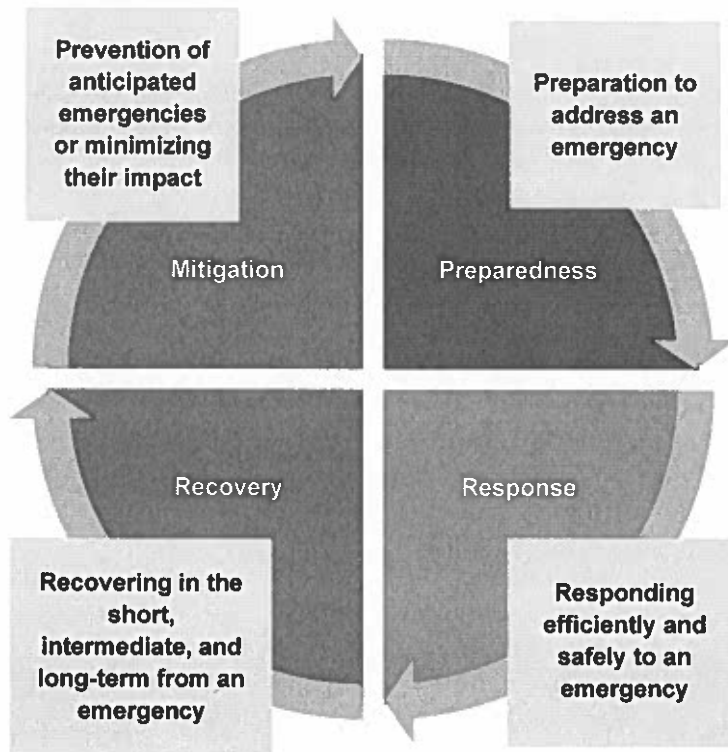 Prevention of
anticipated
emergencies
or minimizing
their impact
Preparation to
address an
emergency
Mitigation
Preparedness
Recovery
Response
Recovering in the
short,
intermediate, and
long-term from an
emergency
Responding
efficiently and
safely to an
emergency